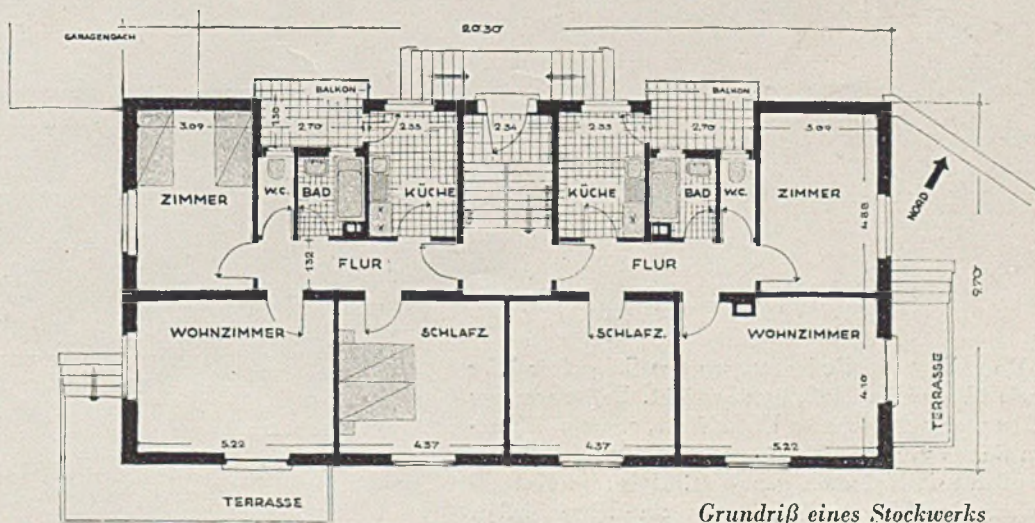 20.30
GARAGENDACH
BALKON
BALKON
1.30
3.09
2.70
2.33
2.34
2.33
2.70
3.09
ZIMMER
W.C.
BAD
KÜCHE
KÜCHE
BAD
W.C.
ZIMMER
NORD
4.88
1.32
FLUR
FLUR
9.70
WOHNZIMMER
SCHLAFZ.
SCHLAFZ.
WOHNZIMMER
4.10
TERRASSE
5.22
4.37
4.37
5.22
TERRASSE
Grundriß eines Stockwerks